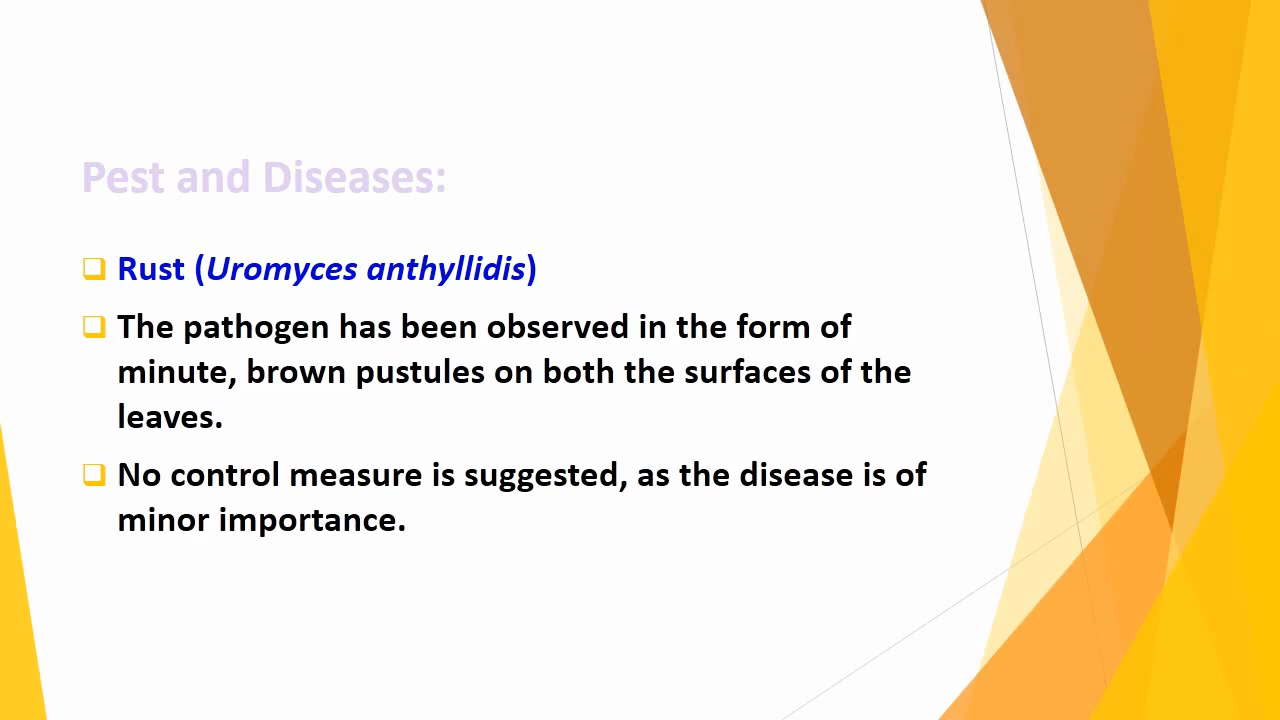 Pest and Diseases:
Rust (Uromyces anthyllidis)
The pathogen has been observed in the form of
minute, brown pustules on both the surfaces of the
leaves.
No control measure is suggested, as the disease is of
minor importance.